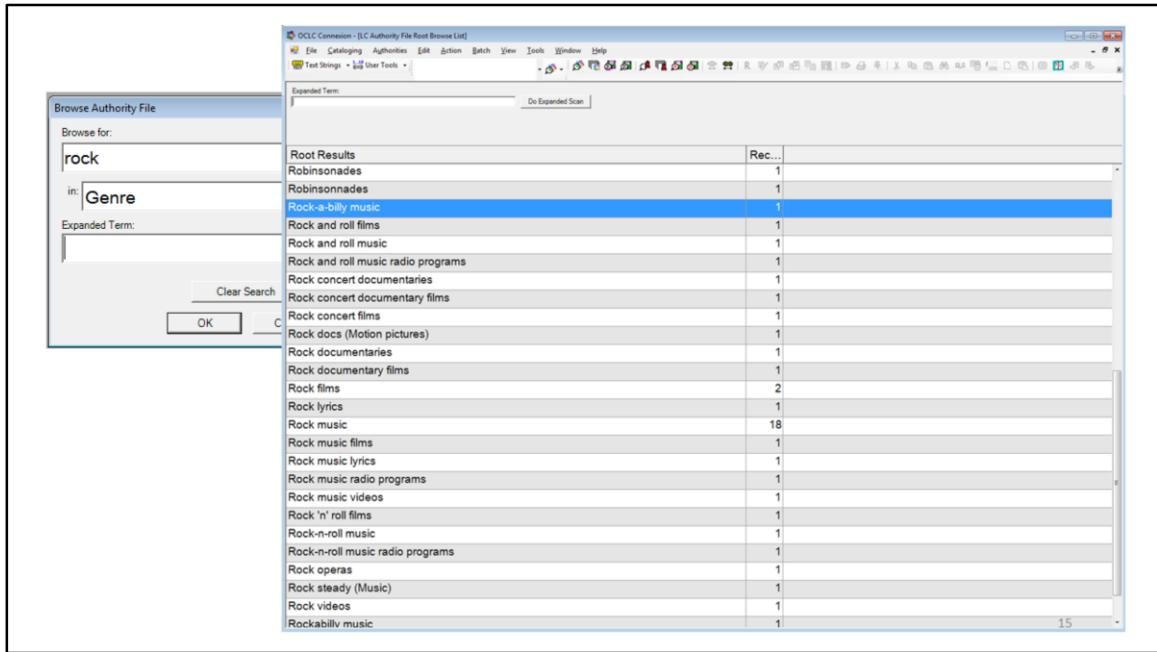 Browse Authority File
Browse for:
rock
in: Genre
Expanded Term:
Clear Search
OK
C
OCLC Connexion - [LC Authority File Root Browse List]
File Cataloging Authorities Edit Action Batch View Tools Window Help
Text Strings User Tools
Expanded Term:
Do Expanded Scan
Root Results Rec...
Robinsonades 1
Robinsonnades 1
Rock-a-billy music 1
Rock and roll films 1
Rock and roll music 1
Rock and roll music radio programs 1
Rock concert documentaries 1
Rock concert documentary films 1
Rock concert films 1
Rock docs (Motion pictures) 1
Rock documentaries 1
Rock documentary films 1
Rock films 2
Rock lyrics 1
Rock music 18
Rock music films 1
Rock music lyrics 1
Rock music radio programs 1
Rock music videos 1
Rock 'n' roll films 1
Rock-n-roll music 1
Rock-n-roll music radio programs 1
Rock operas 1
Rock steady (Music) 1
Rock videos 1
Rockabilly music 1
15